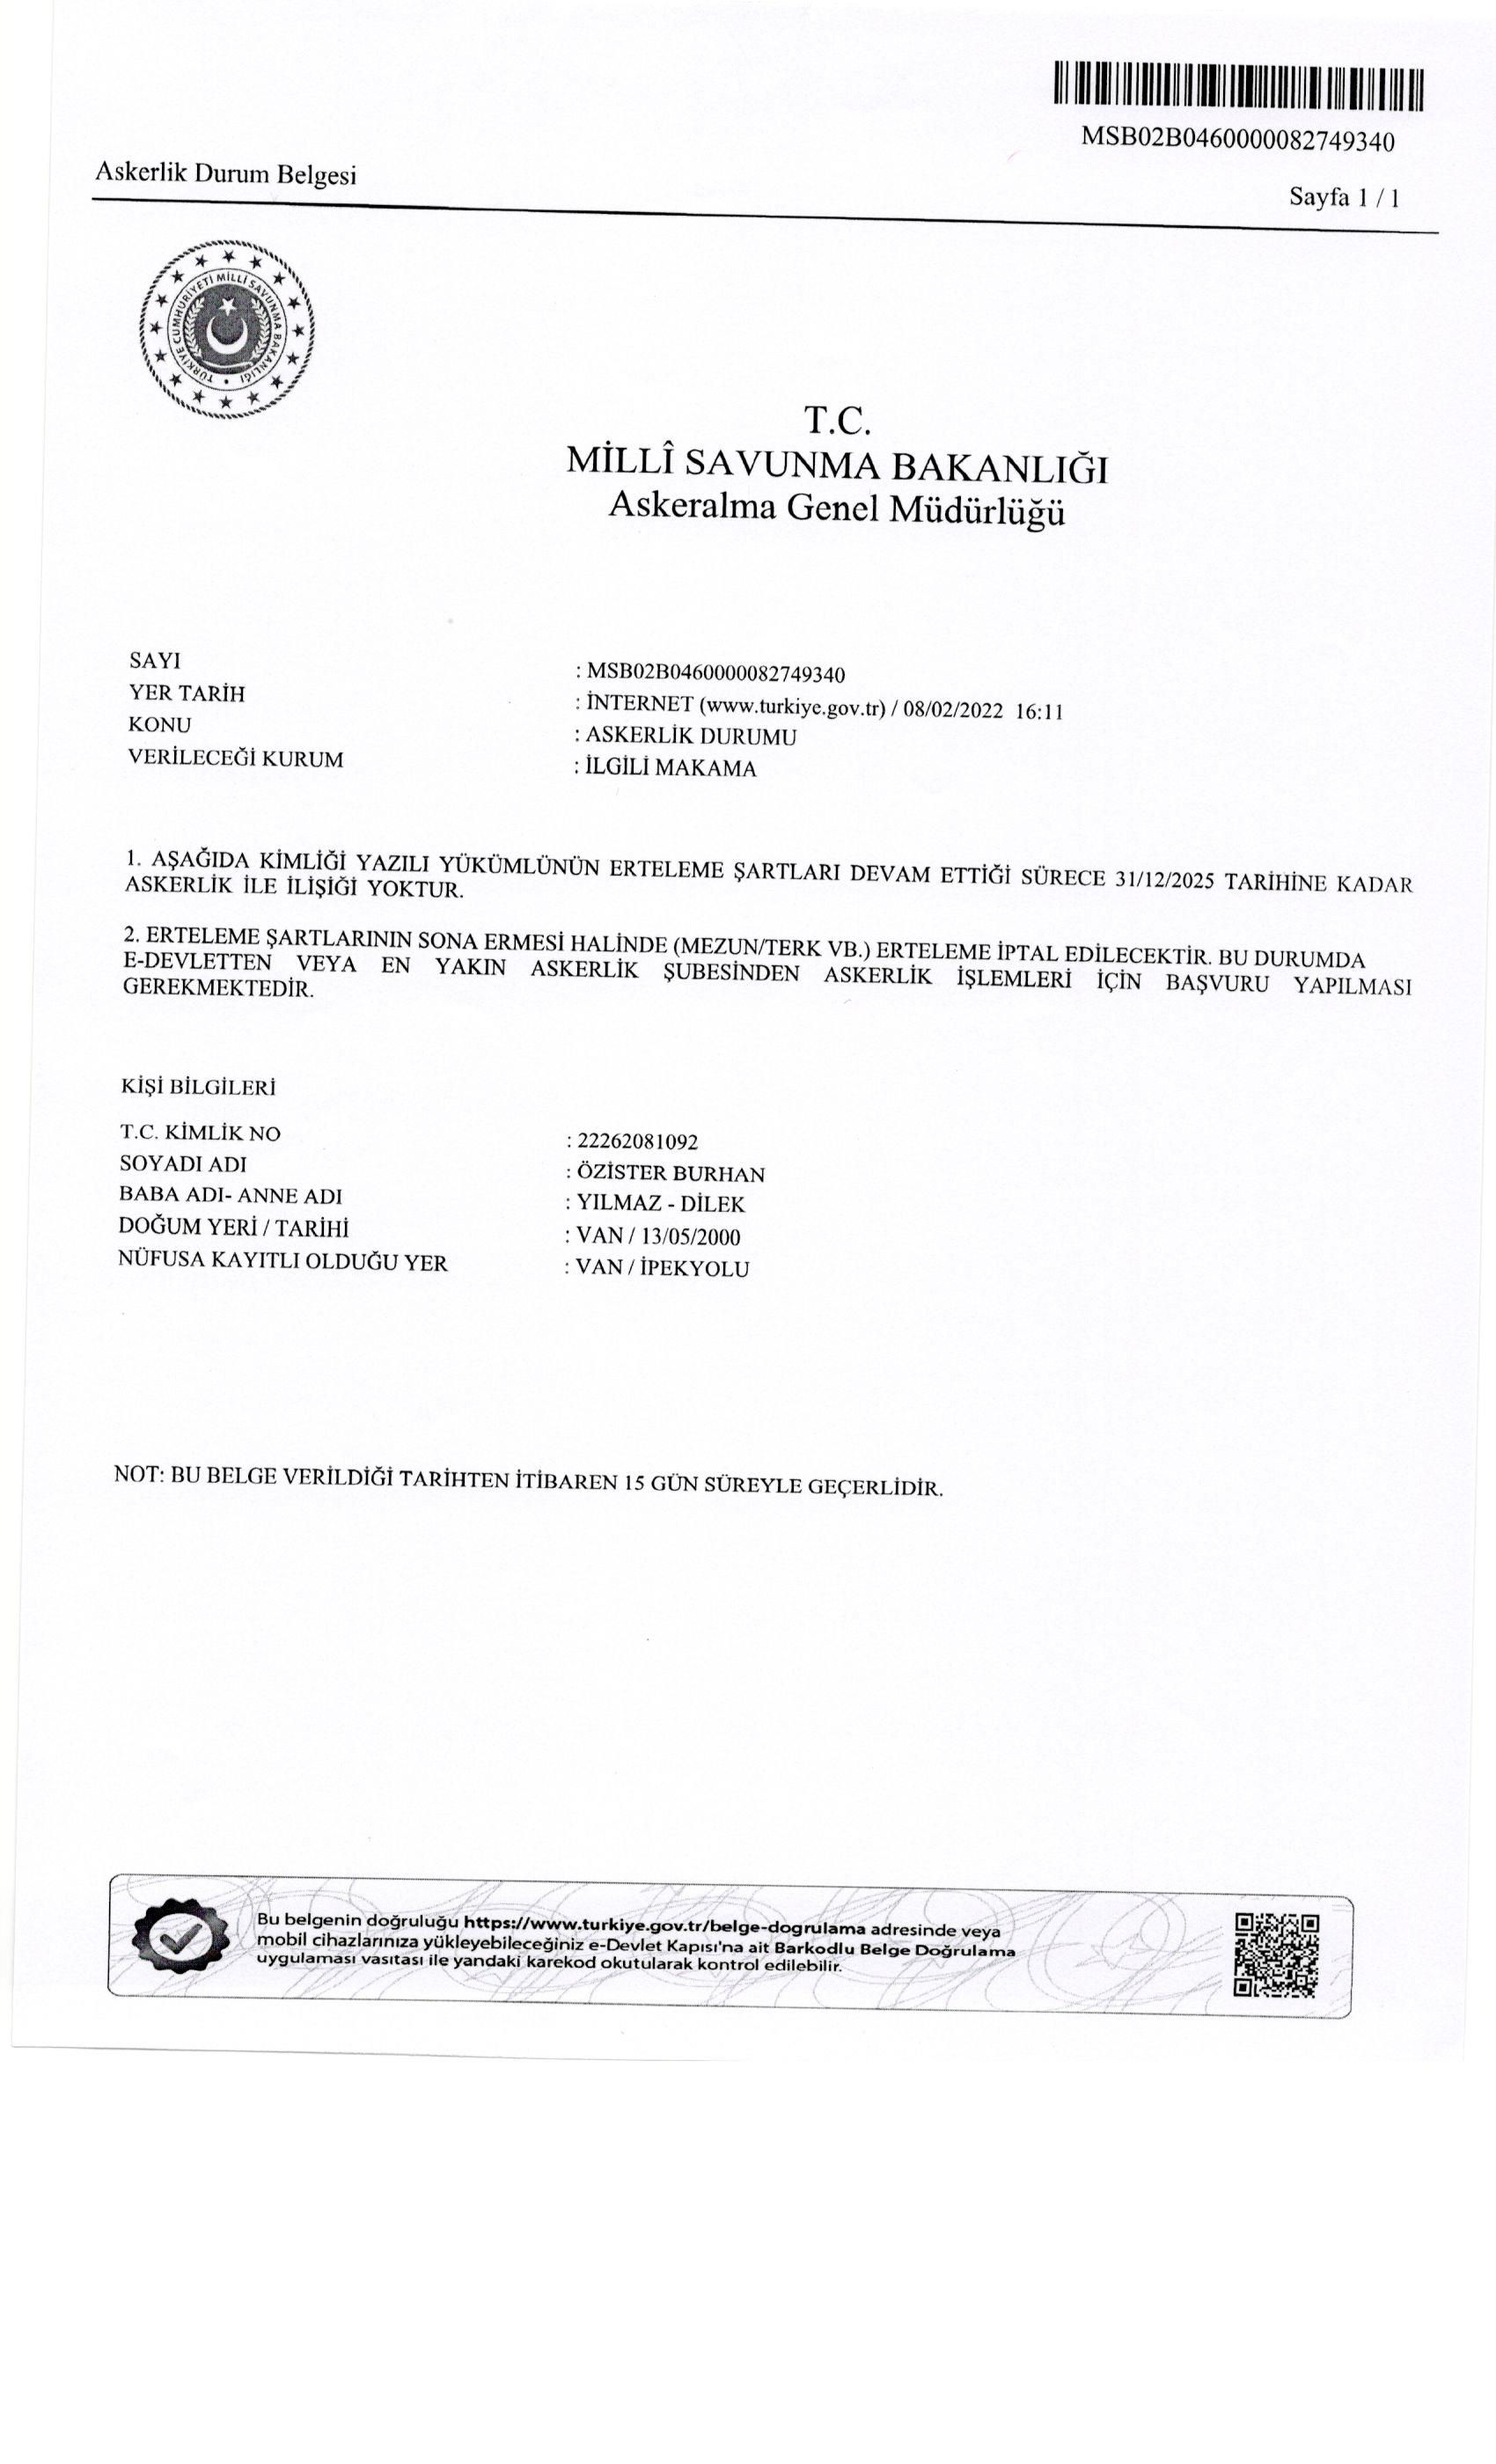 MSB02B0460000082749340
Askerlik Durum Belgesi
Sayfa 1 / 1
TÜRKİYE CUMHURİYETİ MİLLİ SAVUNMA BAKANLIĞI
T.C.
MİLLÎ SAVUNMA BAKANLIĞI
Askeralma Genel Müdürlüğü
SAYI : MSB02B0460000082749340
YER TARİH : İNTERNET (www.turkiye.gov.tr) / 08/02/2022 16:11
KONU : ASKERLİK DURUMU
VERİLECEĞİ KURUM : İLGİLİ MAKAMA
1. AŞAĞIDA KİMLİĞİ YAZILI YÜKÜMLÜNÜN ERTELEME ŞARTLARI DEVAM ETTİĞİ SÜRECE 31/12/2025 TARİHİNE KADAR
ASKERLİK İLE İLİŞİĞİ YOKTUR.
2. ERTELEME ŞARTLARININ SONA ERMESİ HALİNDE (MEZUN/TERK VB.) ERTELEME İPTAL EDİLECEKTİR. BU DURUMDA
E-DEVLETTEN VEYA EN YAKIN ASKERLİK ŞUBESİNDEN ASKERLİK İŞLEMLERİ İÇİN BAŞVURU YAPILMASI
GEREKMEKTEDİR.
KİŞİ BİLGİLERİ
T.C. KİMLİK NO : 22262081092
SOYADI ADI : ÖZİSTER BURHAN
BABA ADI- ANNE ADI : YILMAZ - DİLEK
DOĞUM YERİ / TARİHİ : VAN / 13/05/2000
NÜFUSA KAYITLI OLDUĞU YER : VAN / İPEKYOLU
NOT: BU BELGE VERİLDİĞİ TARİHTEN İTİBAREN 15 GÜN SÜREYLE GEÇERLİDİR.
Bu belgenin doğruluğu https://www.turkiye.gov.tr/belge-dogrulama adresinde veya
mobil cihazlarınıza yükleyebileceğiniz e-Devlet Kapısı'na ait Barkodlu Belge Doğrulama
uygulaması vasıtası ile yandaki karekod okutularak kontrol edilebilir.